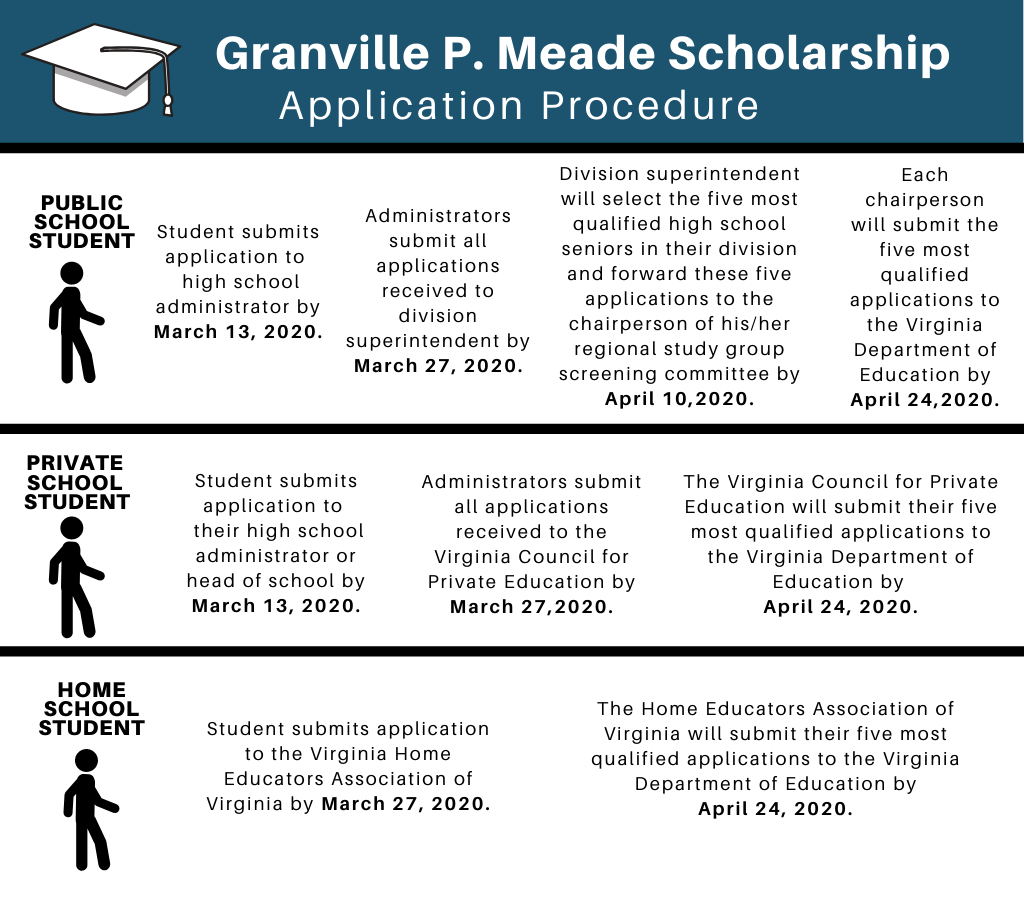 Granville P. Meade Scholarship
Application Procedure
PUBLIC
SCHOOL
STUDENT
Student submits
application to
high school
administrator by
March 13, 2020.
Administrators
submit all
applications
received to
division
superintendent by
March 27, 2020.
Division superintendent
will select the five most
qualified high school
seniors in their division
and forward these five
applications to the
chairperson of his/her
regional study group
screening committee by
April 10,2020.
Each
chairperson
will submit the
five most
qualified
applications to
the Virginia
Department of
Education by
April 24,2020.
PRIVATE
SCHOOL
STUDENT
Student submits
application to
their high school
administrator or
head of school by
March 13, 2020.
Administrators submit
all applications
received to the
Virginia Council for
Private Education by
March 27,2020.
The Virginia Council for Private
Education will submit their five
most qualified applications to
the Virginia Department of
Education by
April 24, 2020.
HOME
SCHOOL
STUDENT
Student submits application
to the Virginia Home
Educators Association of
Virginia by March 27, 2020.
The Home Educators Association of
Virginia will submit their five most
qualified applications to the Virginia
Department of Education by
April 24, 2020.